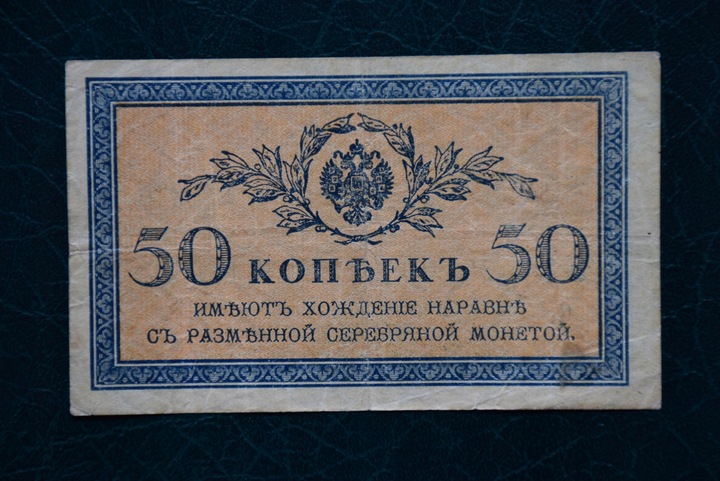 50 КОПѢЕКЪ 50
ИМѢЮТЪ ХОЖДЕНІЕ НАРАВНѢ
СЪ РАЗМѢННОЙ СЕРЕБРЯНОЙ МОНЕТОЙ.